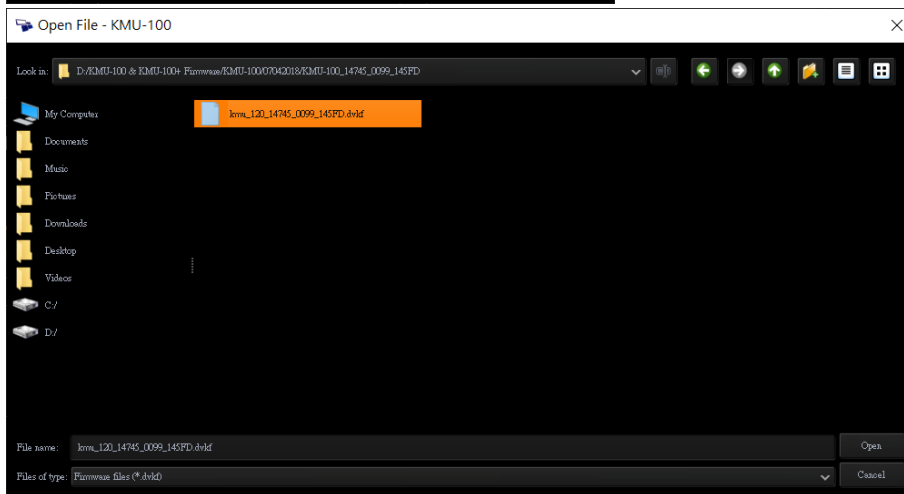 Open File - KMU-100
Look in: D:/KMU-100 & KMU-100+ Firmware/KMU-100/07042018/KMU-100_14745_0099_145FD
My Computer
Documents
Music
Pictures
Downloads
Desktop
Videos
C:/
D:/
kmu_120_14745_0099_145FD.dvkf
File name: kmu_120_14745_0099_145FD.dvkf
Open
Files of type: Firmware files (*.dvkf)
Cancel